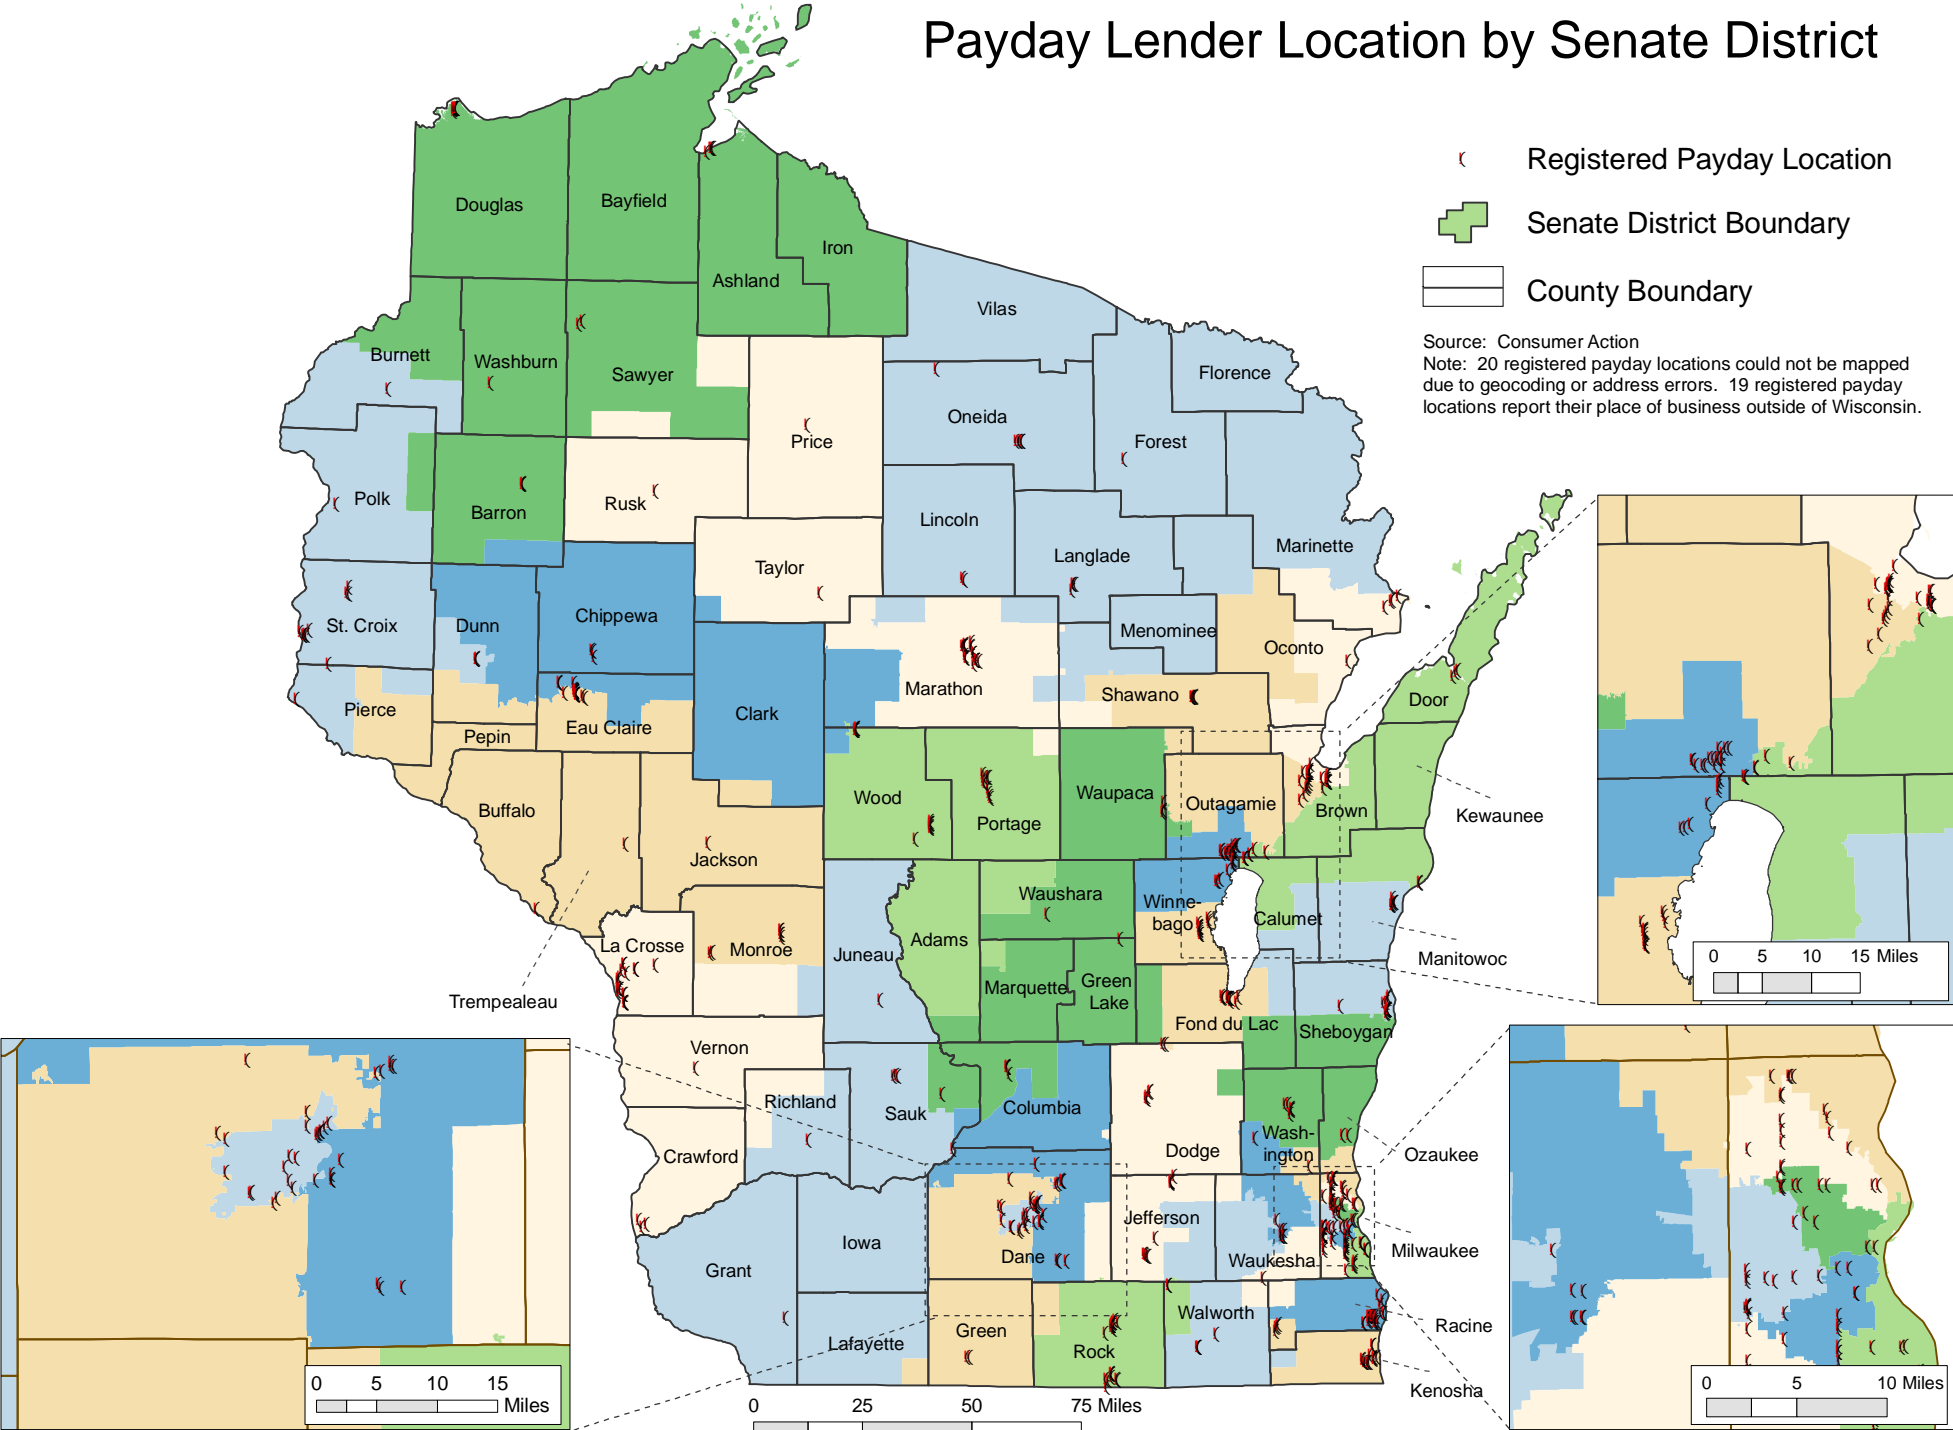 Payday Lender Location by Senate District
Registered Payday Location
Senate District Boundary
County Boundary
Source: Consumer Action
Note: 20 registered payday locations could not be mapped
due to geocoding or address errors. 19 registered payday
locations report their place of business outside of Wisconsin.
Douglas
Bayfield
Ashland
Iron
Vilas
Burnett
Washburn
Sawyer
Florence
Oneida
Price
Forest
Polk
Rusk
Barron
Lincoln
Langlade
Marinette
Taylor
St. Croix
Dunn
Chippewa
Menominee
Oconto
Marathon
Shawano
Door
Pierce
Pepin
Eau Claire
Clark
Buffalo
Wood
Portage
Waupaca
Outagamie
Brown
Kewaunee
Jackson
Waushara
Winne-
bago
Calumet
Adams
La Crosse
Monroe
Juneau
Manitowoc
Marquette
Green
Lake
Trempealeau
Fond du Lac
Sheboygan
0 5 10 15 Miles
Vernon
Richland
Sauk
Columbia
Dodge
Wash-
ington
Ozaukee
Crawford
Jefferson
Waukesha
Milwaukee
Dane
Iowa
Grant
Lafayette
Green
Rock
Walworth
Racine
Kenosha
0 5 10 15
Miles
0 25 50 75 Miles
0 5 10 Miles